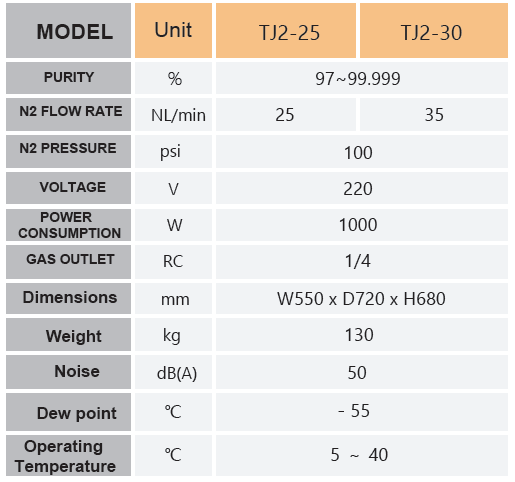 MODEL Unit TJ2-25 TJ2-30
PURITY % 97~99.999
N2 FLOW RATE NL/min 25 35
N2 PRESSURE psi 100
VOLTAGE V 220
POWER
CONSUMPTION W 1000
GAS OUTLET RC 1/4
Dimensions mm W550 x D720 x H680
Weight kg 130
Noise dB(A) 50
Dew point ℃ - 55
Operating
Temperature ℃ 5 ~ 40